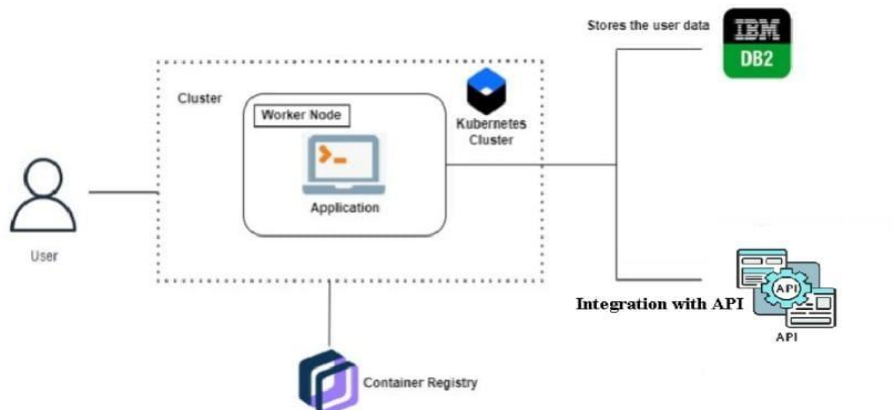 Stores the user data
IBM
DB2
Cluster
Worker Node
Kubernetes
Cluster
>_
Application
User
Integration with API
API
API
Container Registry